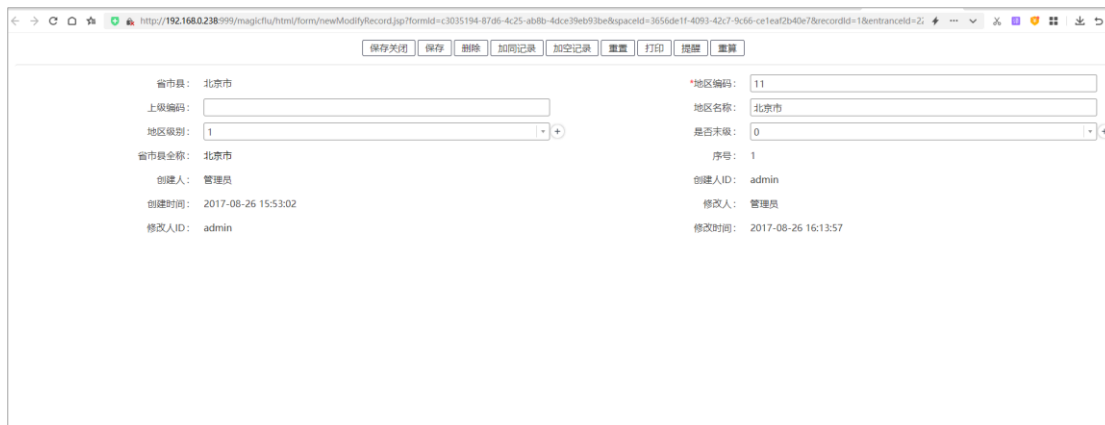 http://192.168.0.238:999/magicflu/html/form/newModifyRecord.jsp?formId=c3035194-87d6-4c25-ab8b-4dce39eb93be&spaceId=3656de1f-4093-42c7-9c66-ce1eaf2b40e7&recordId=1&entranceId=22
保存关闭 保存 删除 加同记录 加空记录 重置 打印 提醒 重算
省市县： 北京市 *地区编码： 11
上级编码： 地区名称： 北京市
地区级别： 1 是否末级： 0
省市县全称： 北京市 序号： 1
创建人： 管理员 创建人ID： admin
创建时间： 2017-08-26 15:53:02 修改人： 管理员
修改人ID： admin 修改时间： 2017-08-26 16:13:57